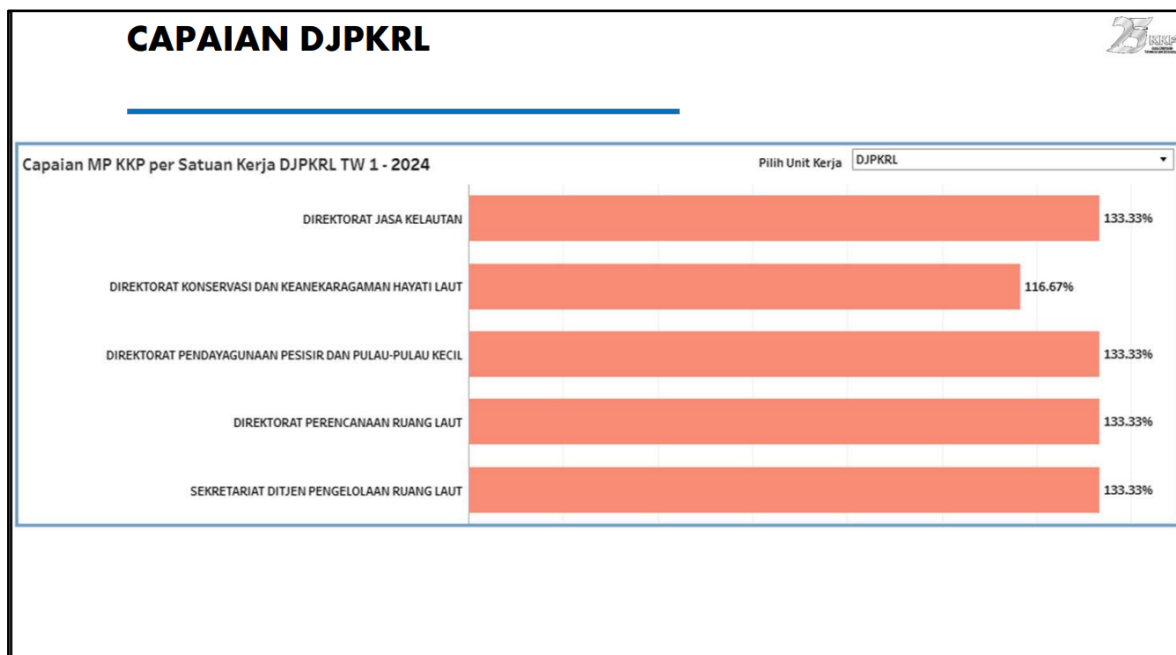 CAPAIAN DJPKRL
KKP
Capaian MP KKP per Satuan Kerja DJPKRL TW 1 - 2024
Pilih Unit Kerja
DJPKRL
DIREKTORAT JASA KELAUTAN
133.33%
DIREKTORAT KONSERVASI DAN KEANEKARAGAMAN HAYATI LAUT
116.67%
DIREKTORAT PENDAYAGUNAAN PESISIR DAN PULAU-PULAU KECIL
133.33%
DIREKTORAT PERENCANAAN RUANG LAUT
133.33%
SEKRETARIAT DITJEN PENGELOLAAN RUANG LAUT
133.33%